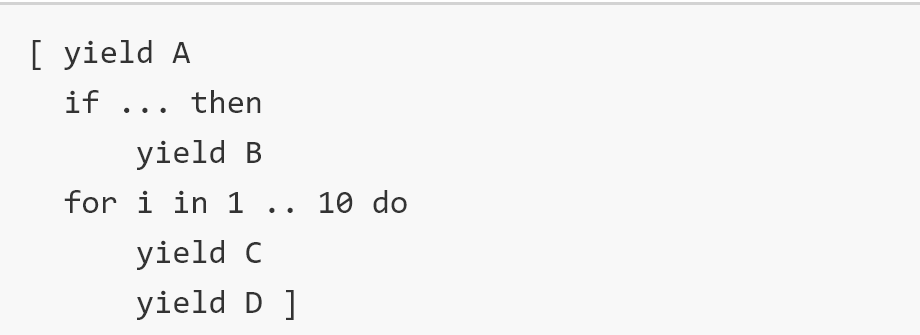 [ yield A
  if ... then
      yield B
  for i in 1 .. 10 do
      yield C
      yield D ]